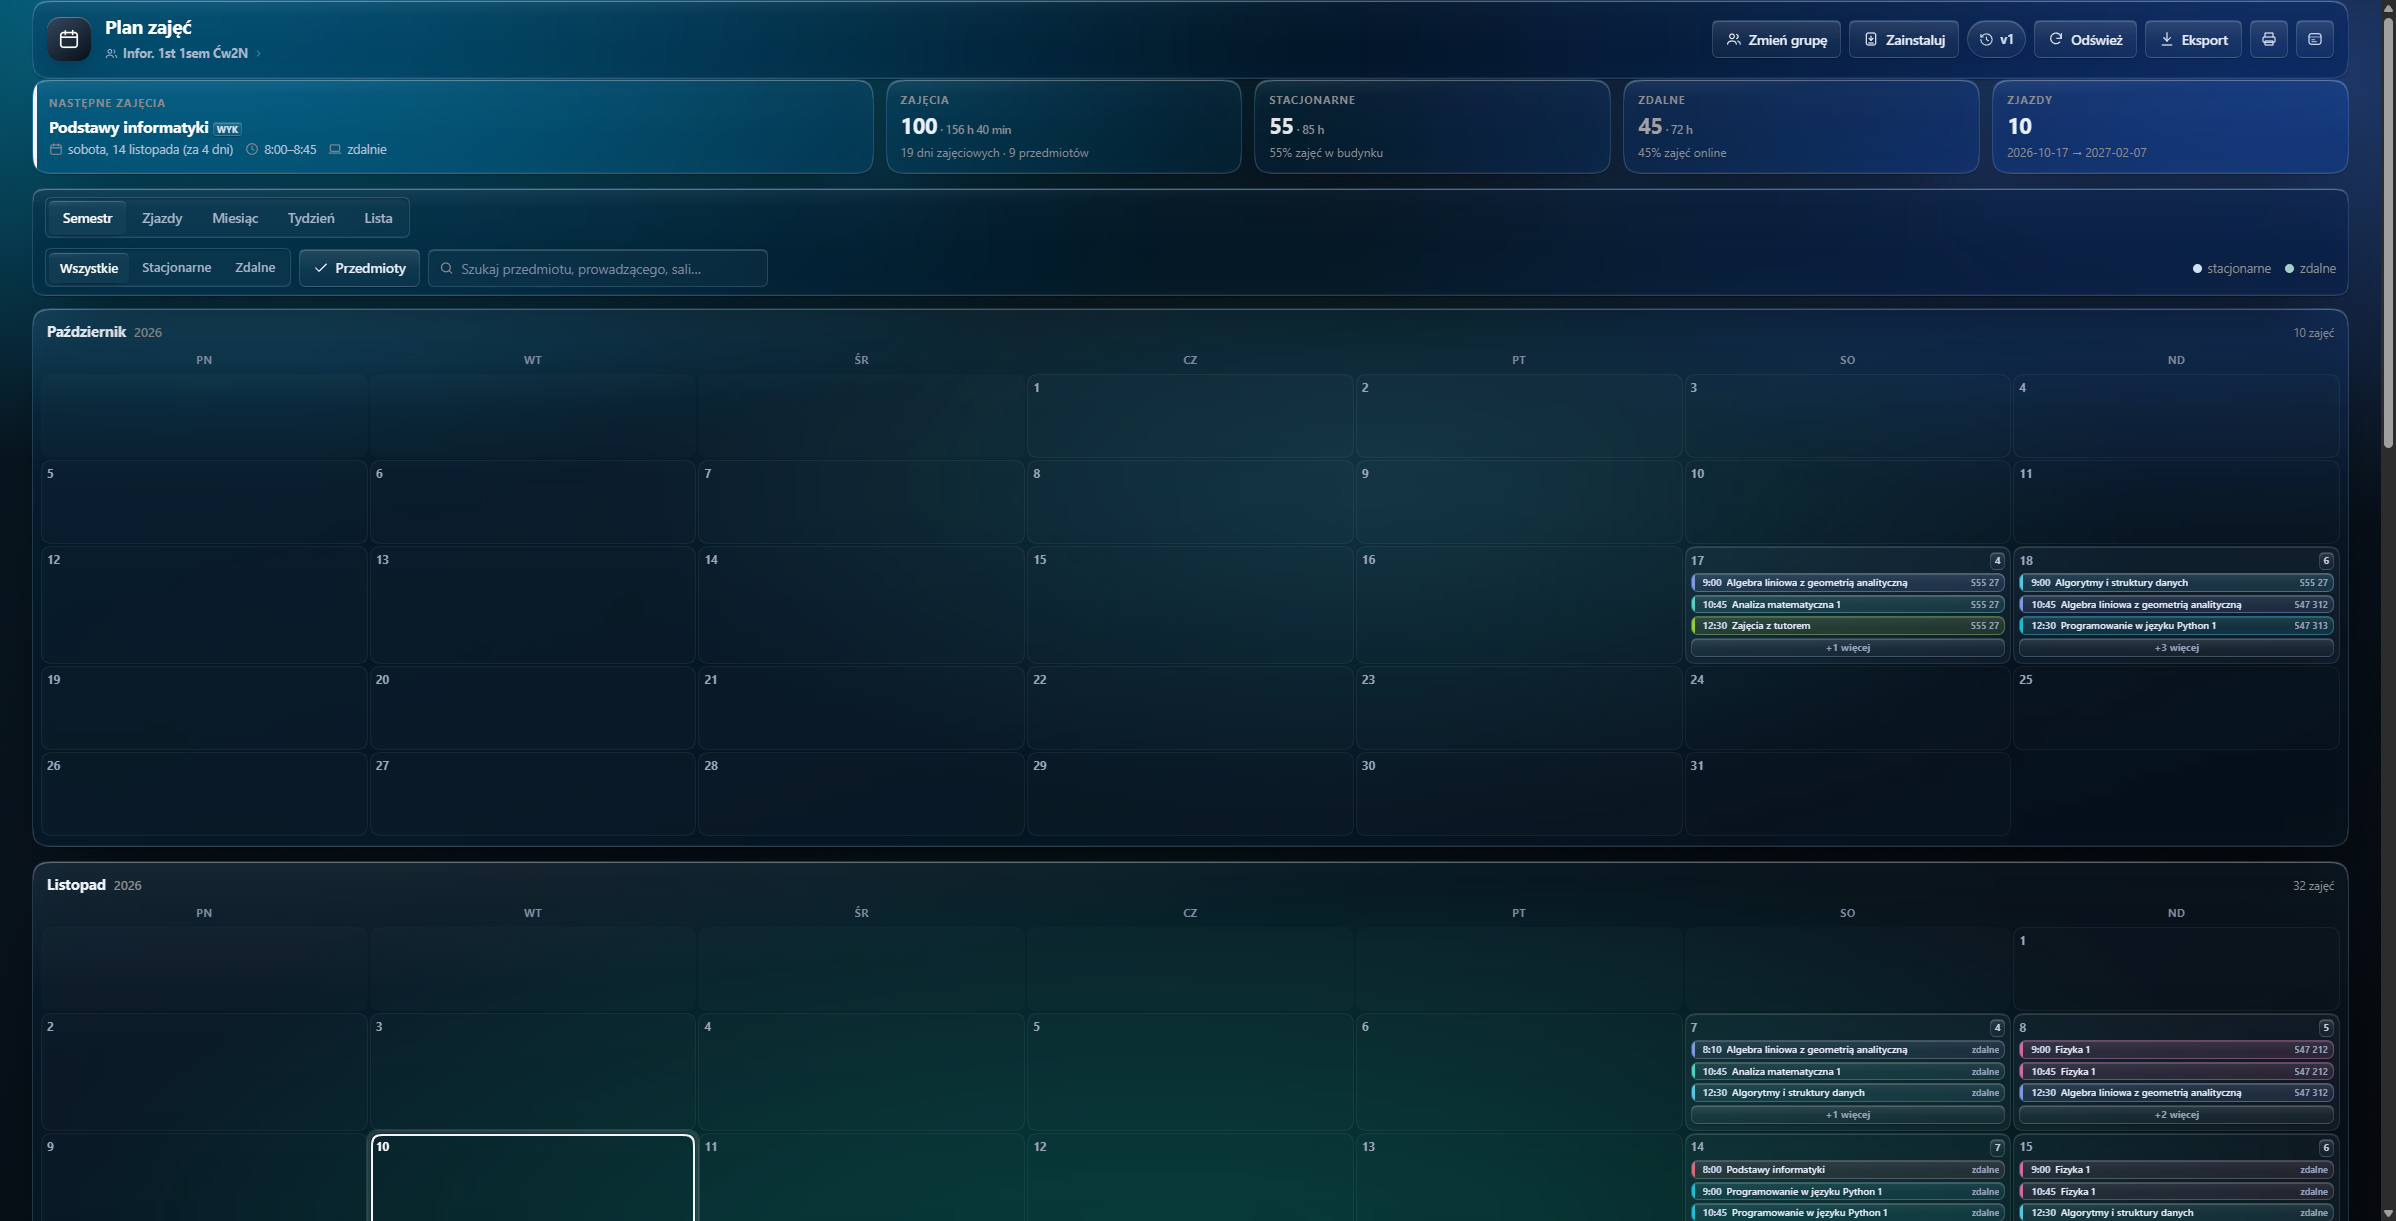 Plan zajęć
Infor. 1st 1sem Ćw2N
Zmień grupę
Zainstaluj
v1
Odśwież
Eksport
NASTĘPNE ZAJĘCIA
Podstawy informatyki WYK
sobota, 14 listopada (za 4 dni) 8:00–8:45 zdalnie
ZAJĘCIA
100 · 156 h 40 min
19 dni zajęciowych · 9 przedmiotów
STACJONARNE
55 · 85 h
55% zajęć w budynku
ZDALNE
45 · 72 h
45% zajęć online
ZJAZDY
10
2026-10-17 → 2027-02-07
Semestr Zjazdy Miesiąc Tydzień Lista
Wszystkie Stacjonarne Zdalne Przedmioty Szukaj przedmiotu, prowadzącego, sali...
stacjonarne zdalne
Październik 2026 10 zajęć
PN WT ŚR CZ PT SO ND
1 2 3 4
5 6 7 8 9 10 11
12 13 14 15 16
17 4
9:00 Algebra liniowa z geometrią analityczną S55 27
10:45 Analiza matematyczna 1 S55 27
12:30 Zajęcia z tutorem S55 27
+1 więcej
18 6
9:00 Algorytmy i struktury danych S55 27
10:45 Algebra liniowa z geometrią analityczną S47 312
12:30 Programowanie w języku Python 1 S47 313
+3 więcej
19 20 21 22 23 24 25
26 27 28 29 30 31
Listopad 2026 32 zajęć
PN WT ŚR CZ PT SO ND
1
2 3 4 5 6
7 4
8:10 Algebra liniowa z geometrią analityczną zdalne
10:45 Analiza matematyczna 1 zdalne
12:30 Algorytmy i struktury danych zdalne
+1 więcej
8 5
9:00 Fizyka 1 S47 212
10:45 Fizyka 1 S47 212
12:30 Algebra liniowa z geometrią analityczną S47 312
+2 więcej
9 10 11 12 13
14 7
8:00 Podstawy informatyki zdalne
9:00 Programowanie w języku Python 1 zdalne
10:45 Programowanie w języku Python 1 zdalne
15 6
9:00 Fizyka 1 zdalne
10:45 Fizyka 1 zdalne
12:30 Algorytmy i struktury danych zdalne